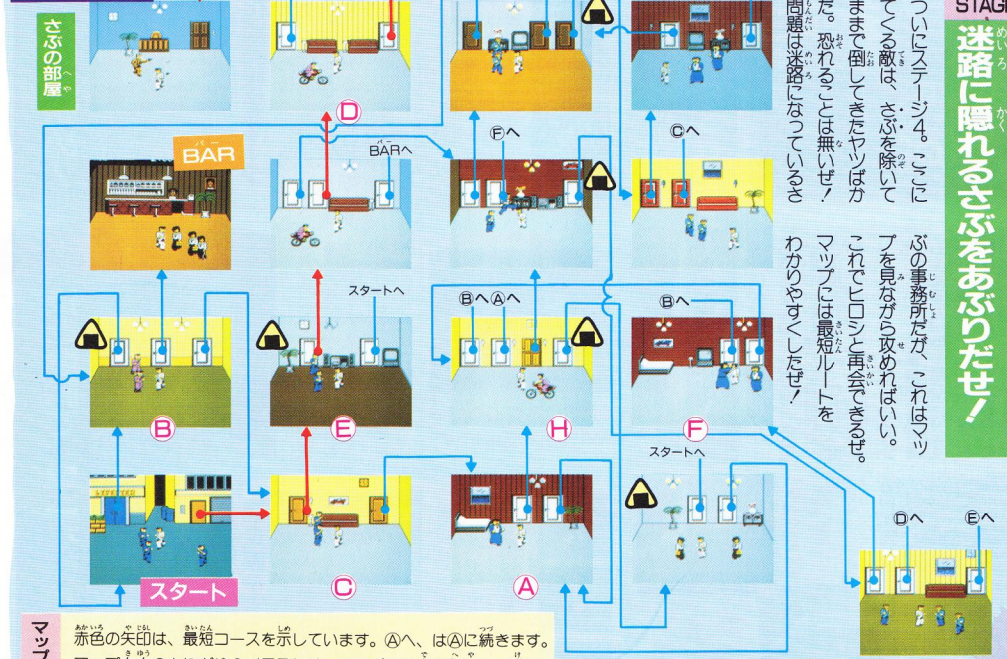 STAGE
迷路に隠れるさぶをあぶりだせ！
ついにステージ4。ここに
てくる敵は、さぶを除いて
ままで倒してきたヤツばか
だ。恐れることは無いぜ！
問題は迷路になっているさ
ぶの事務所だが、これはマッ
プを見ながら攻めればいい。
これでヒロシと再会できるぜ。
マップには最短ルートを
わかりやすくしたぜ！
さぶの部屋
Ⓓ
BAR
BARへ
Ⓕへ
Ⓒへ
スタートへ
ⒷへⒶへ
Ⓑへ
Ⓑ
Ⓔ
Ⓗ
Ⓕ
スタートへ
スタート
Ⓒ
Ⓐ
Ⓓへ
Ⓔへ
マップ
赤色の矢印は、最短コースを示しています。Ⓐへ、はⒶに続きます。